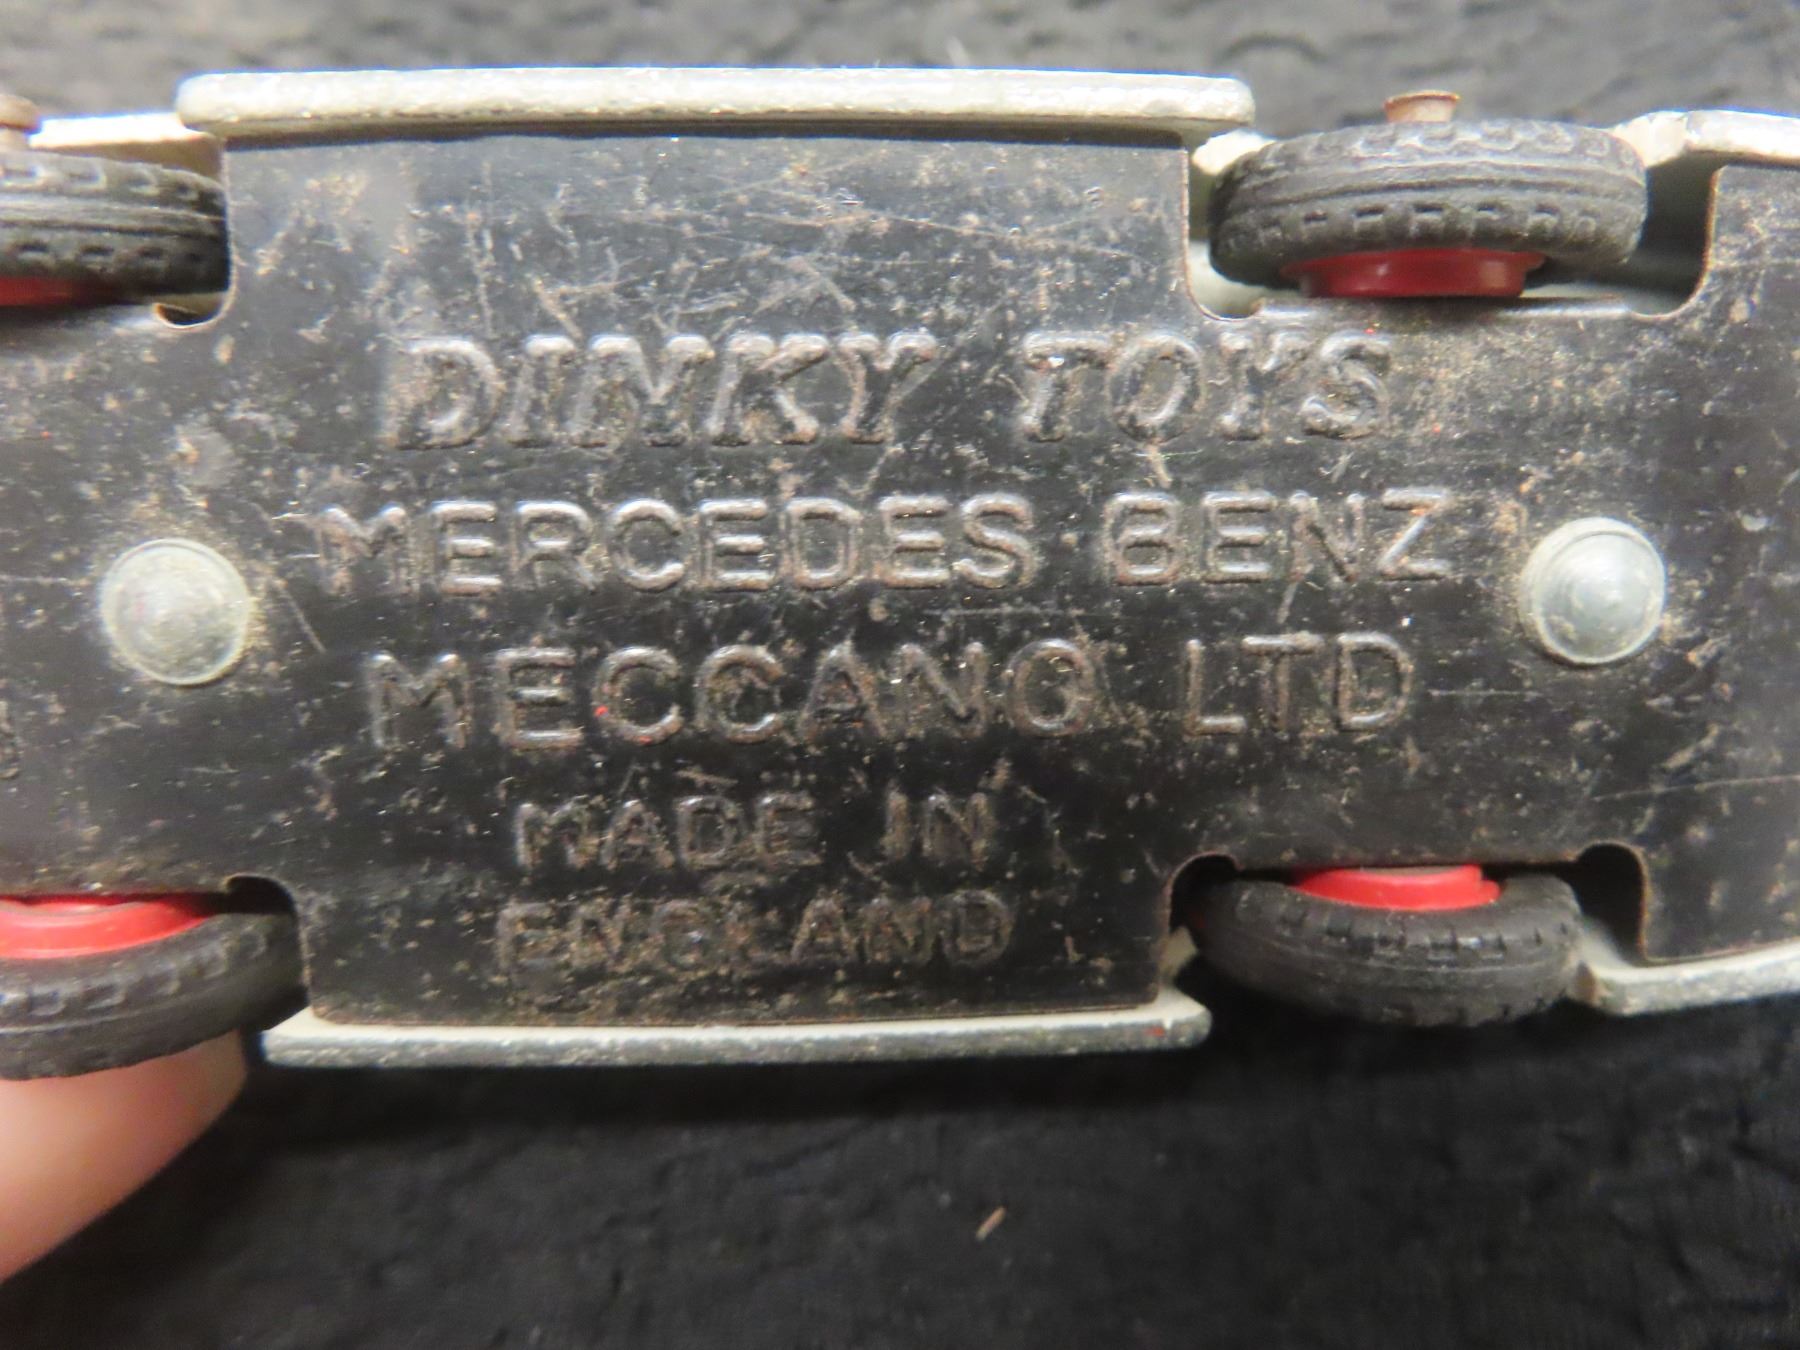 DINKY TOYS
MERCEDES BENZ
MECCANO LTD
MADE IN
ENGLAND